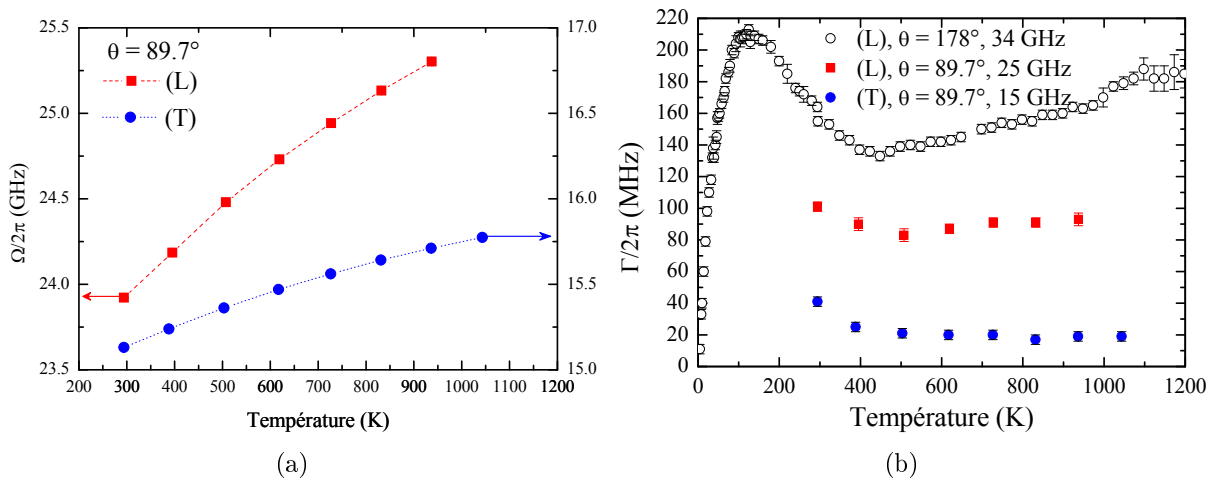 θ = 89.7°
(L)
(T)
25.5
25.0
24.5
24.0
23.5
Ω/2π (GHz)
17.0
16.5
16.0
15.5
15.0
200 300 400 500 600 700 800 900 1000 1100 1200
Température (K)
(a)
(L), θ = 178°, 34 GHz
(L), θ = 89.7°, 25 GHz
(T), θ = 89.7°, 15 GHz
220
200
180
160
140
120
100
80
60
40
20
0
Γ/2π (MHz)
0 200 400 600 800 1000 1200
Température (K)
(b)